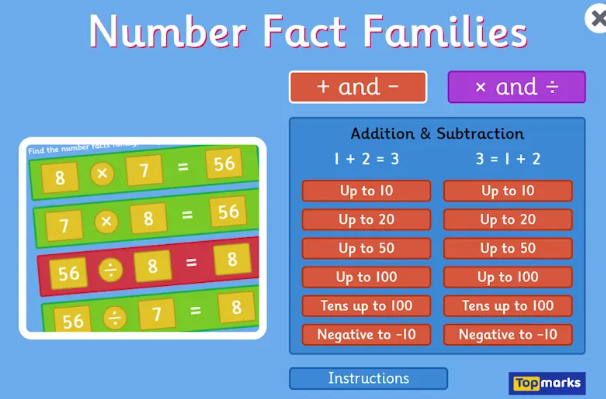 Number Fact Families
+ and -
× and ÷
Addition & Subtraction
1 + 2 = 3
3 = 1 + 2
Up to 10
Up to 10
Up to 20
Up to 20
Up to 50
Up to 50
Up to 100
Up to 100
Tens up to 100
Tens up to 100
Negative to -10
Negative to -10
Find the number facts family
8 × 7 = 56
7 × 8 = 56
56 ÷ 8 = 8
56 ÷ 7 = 8
Instructions
Topmarks